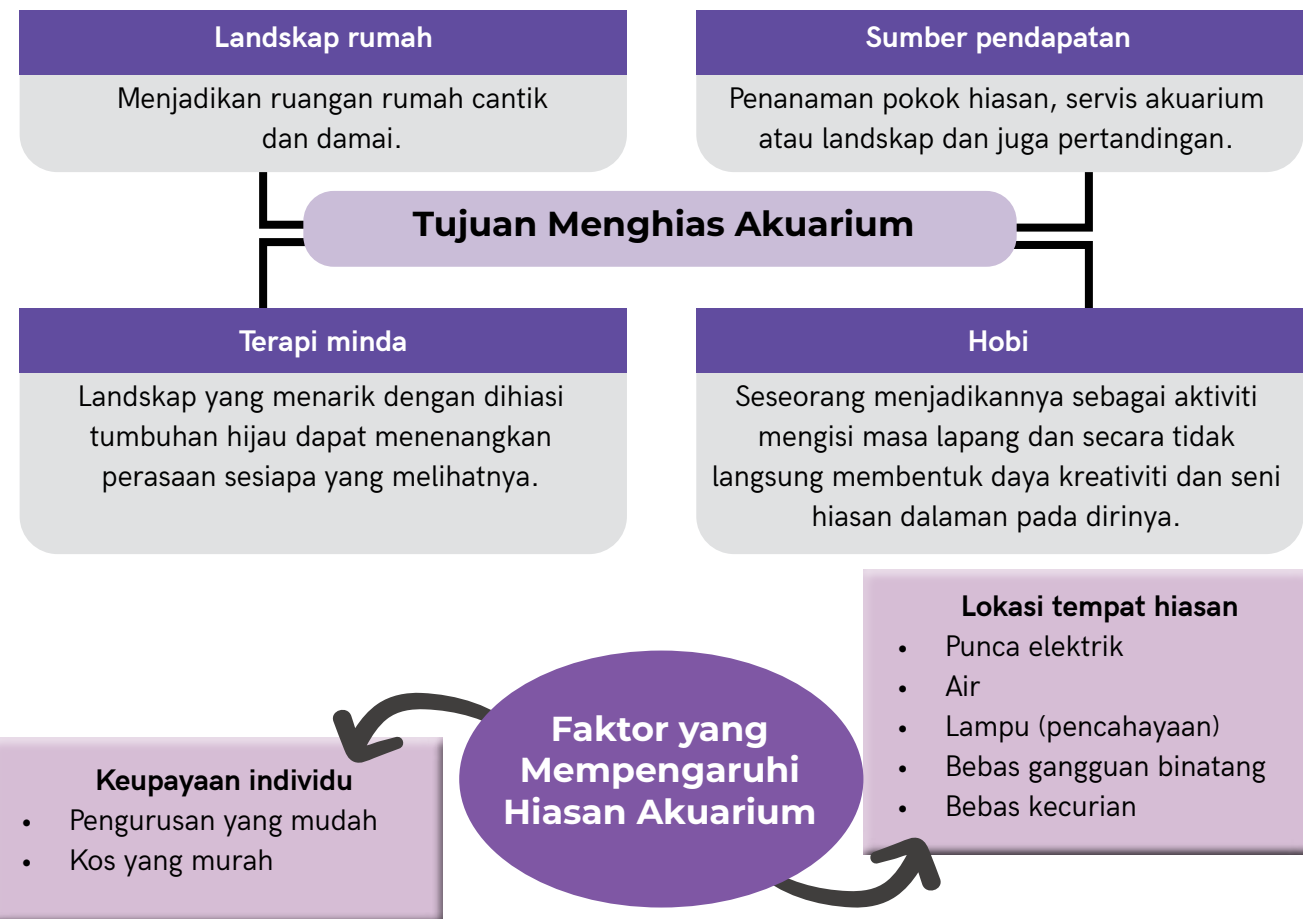 Landskap rumah
Menjadikan ruangan rumah cantik
dan damai.
Sumber pendapatan
Penanaman pokok hiasan, servis akuarium
atau landskap dan juga pertandingan.
Tujuan Menghias Akuarium
Terapi minda
Landskap yang menarik dengan dihiasi
tumbuhan hijau dapat menenangkan
perasaan sesiapa yang melihatnya.
Hobi
Seseorang menjadikannya sebagai aktiviti
mengisi masa lapang dan secara tidak
langsung membentuk daya kreativiti dan seni
hiasan dalaman pada dirinya.
Faktor yang
Mempengaruhi
Hiasan Akuarium
Keupayaan individu
• Pengurusan yang mudah
• Kos yang murah
Lokasi tempat hiasan
• Punca elektrik
• Air
• Lampu (pencahayaan)
• Bebas gangguan binatang
• Bebas kecurian